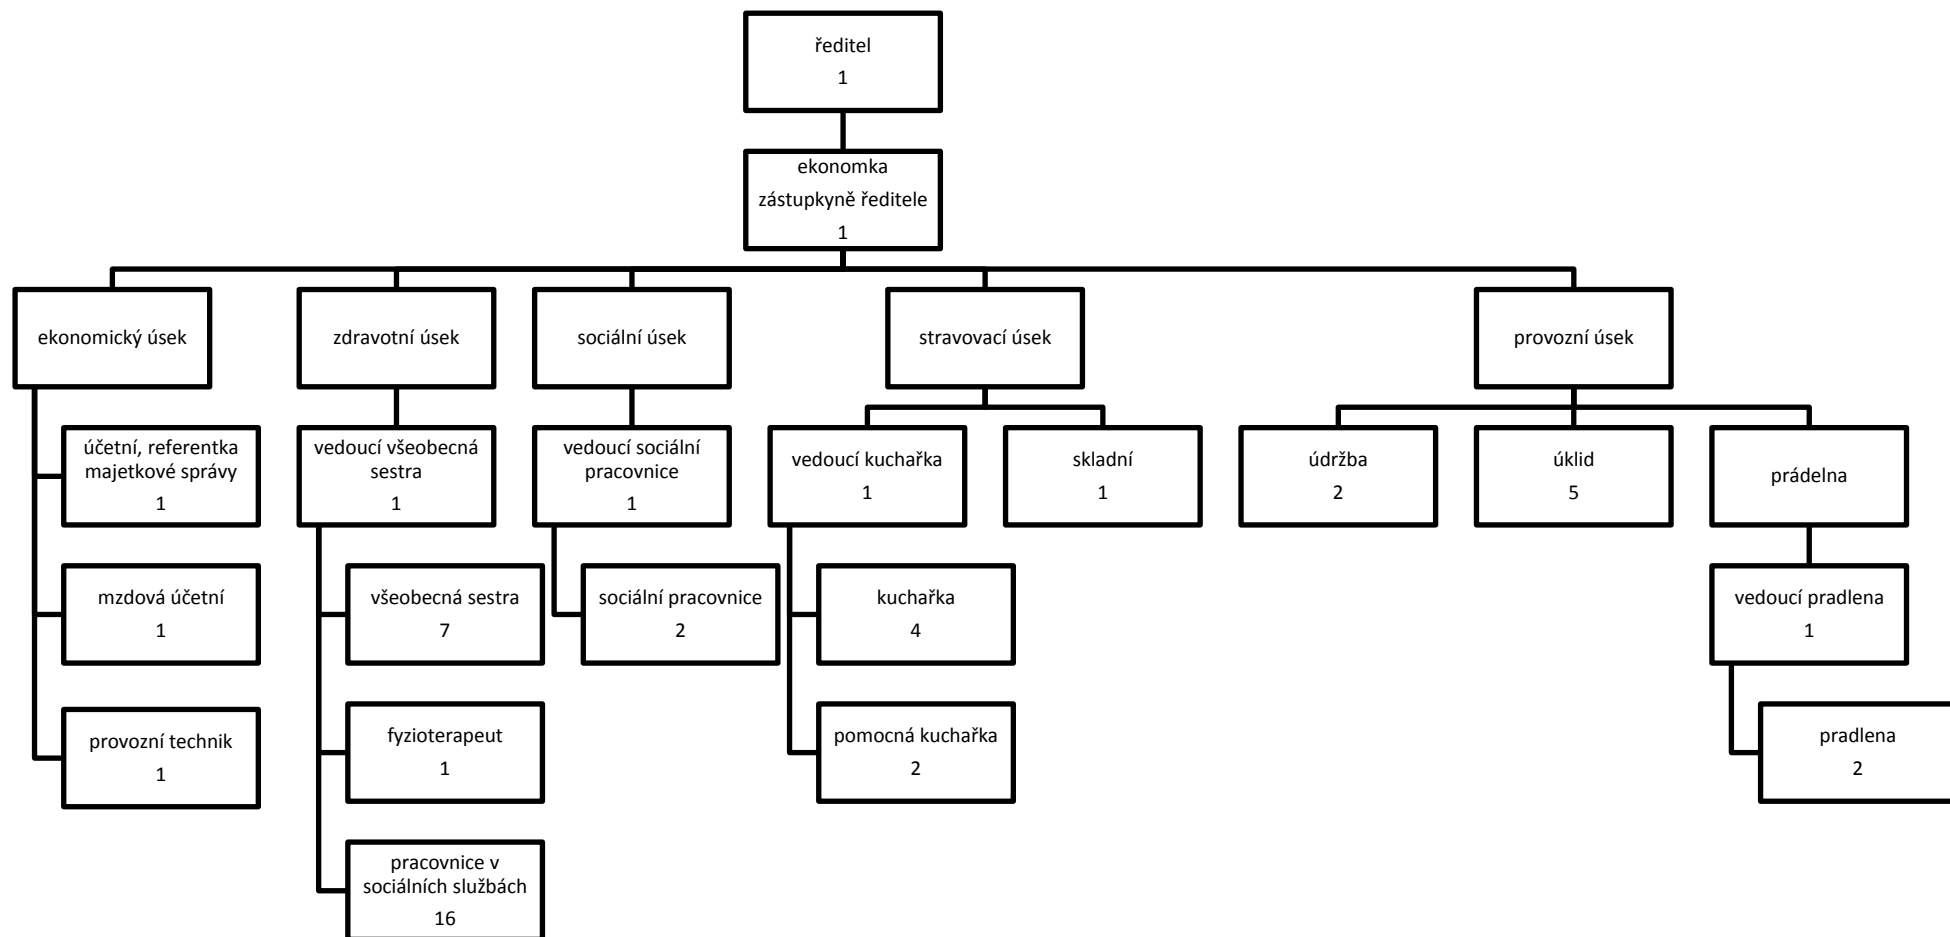 ředitel
1
ekonomka
zástupkyně ředitele
1
ekonomický úsek
zdravotní úsek
sociální úsek
stravovací úsek
provozní úsek
účetní, referentka
majetkové správy
1
vedoucí všeobecná
sestra
1
vedoucí sociální
pracovnice
1
vedoucí kuchařka
1
skladní
1
údržba
2
úklid
5
prádelna
mzdová účetní
1
všeobecná sestra
7
sociální pracovnice
2
kuchařka
4
vedoucí pradlena
1
provozní technik
1
fyzioterapeut
1
pomocná kuchařka
2
pradlena
2
pracovnice v
sociálních službách
16